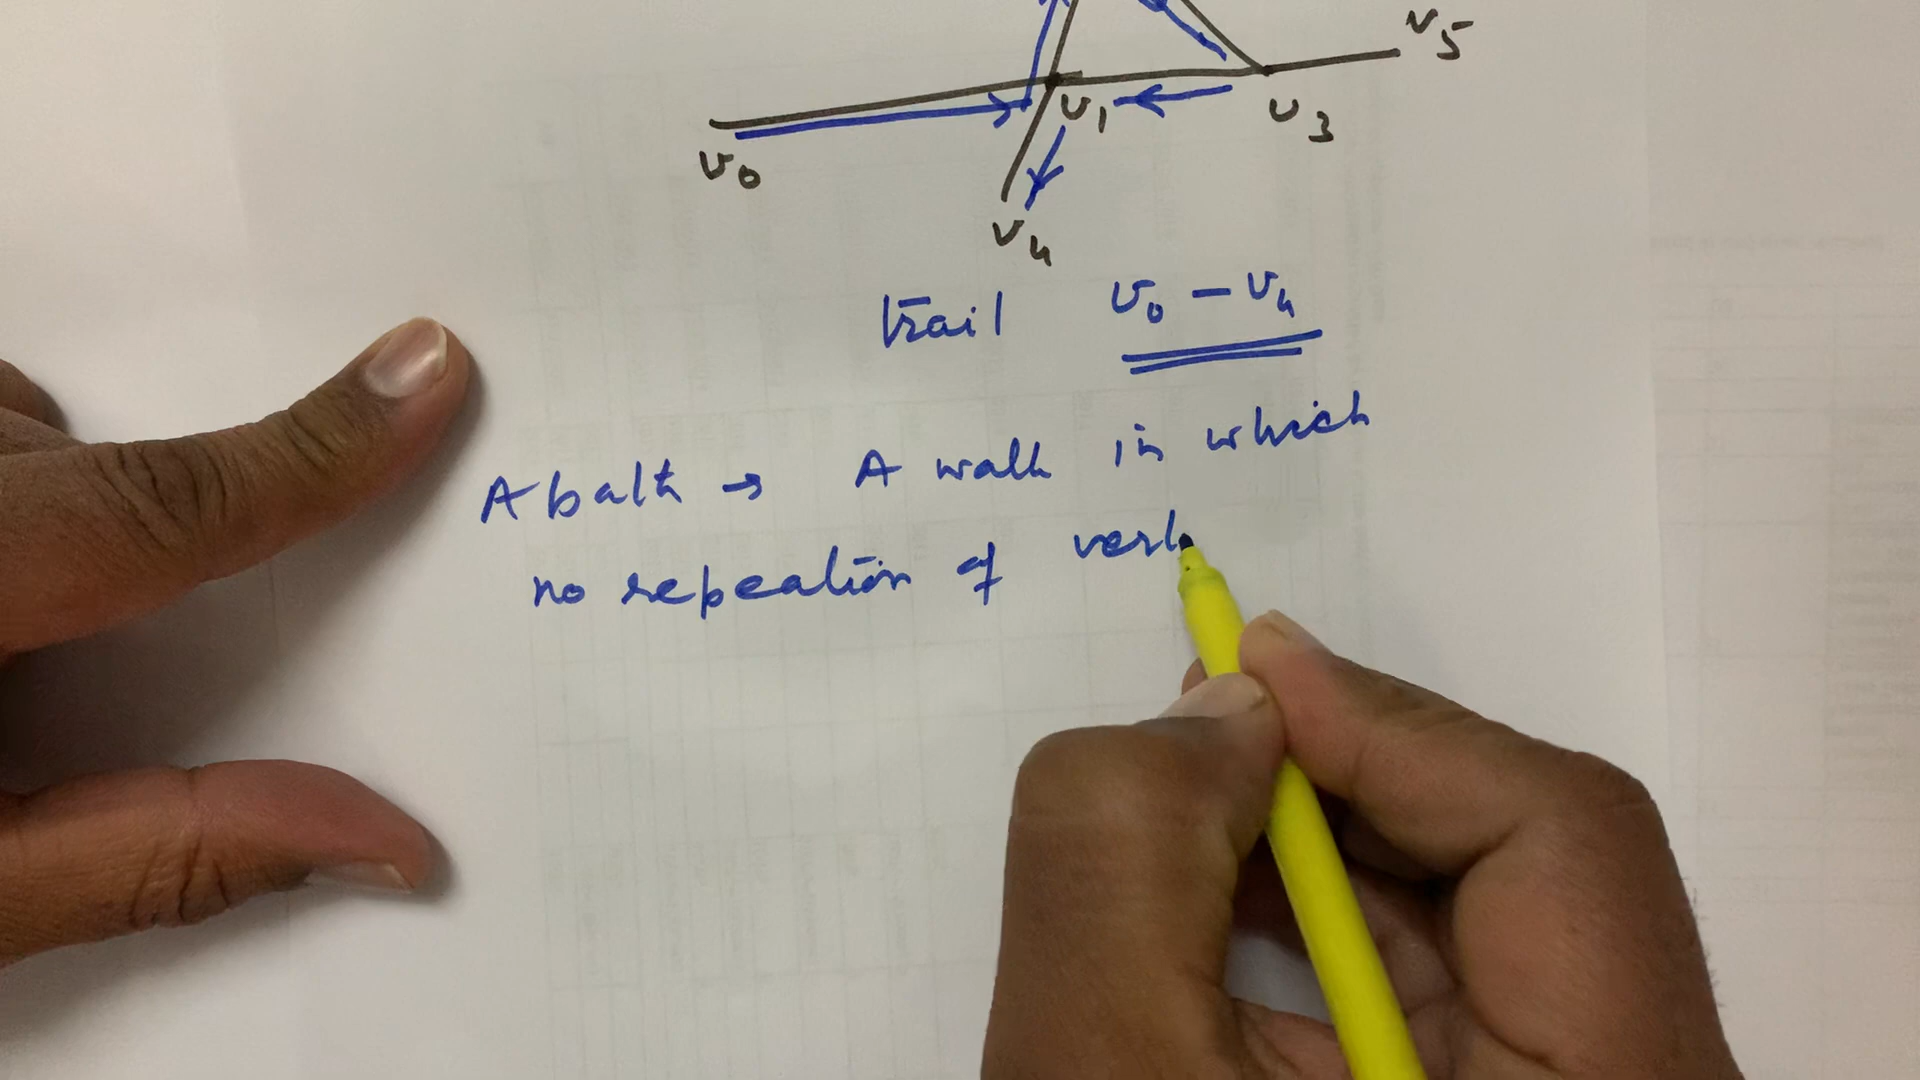 v5
v1
v3
v0
v4
trail v0 - v4
A path → A walk in which
no repeation of vert